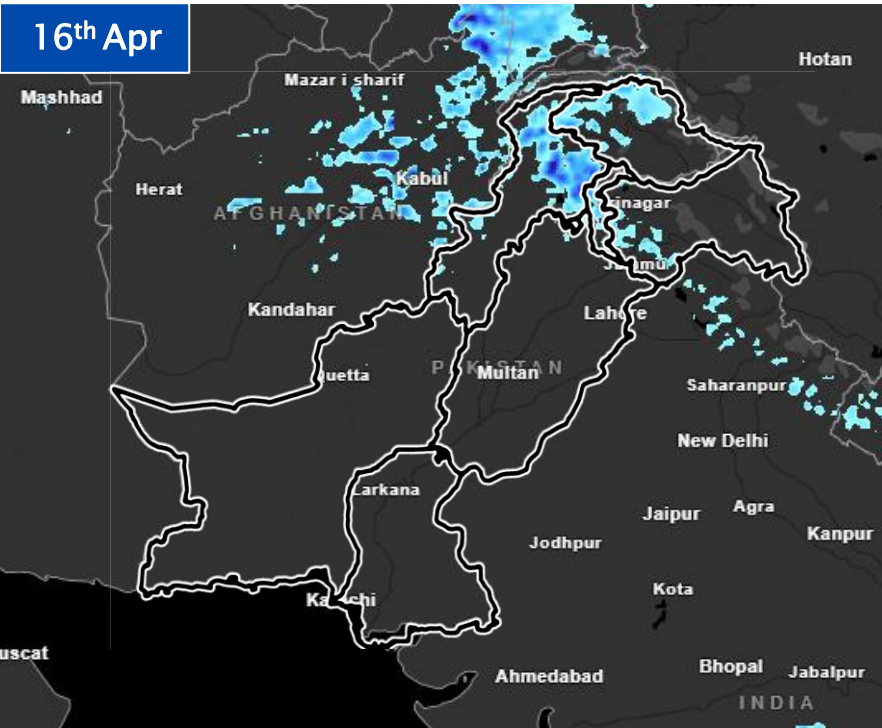 16th Apr
Hotan
Mazar i sharif
Mashhad
Kabul
Herat
rinagar
AFGHANISTAN
Jammu
Kandahar
Lahore
PAKISTAN
Multan
Quetta
Saharanpur
New Delhi
Larkana
Agra
Jaipur
Kanpur
Jodhpur
Kota
Karachi
uscat
Bhopal
Jabalpur
Ahmedabad
INDIA